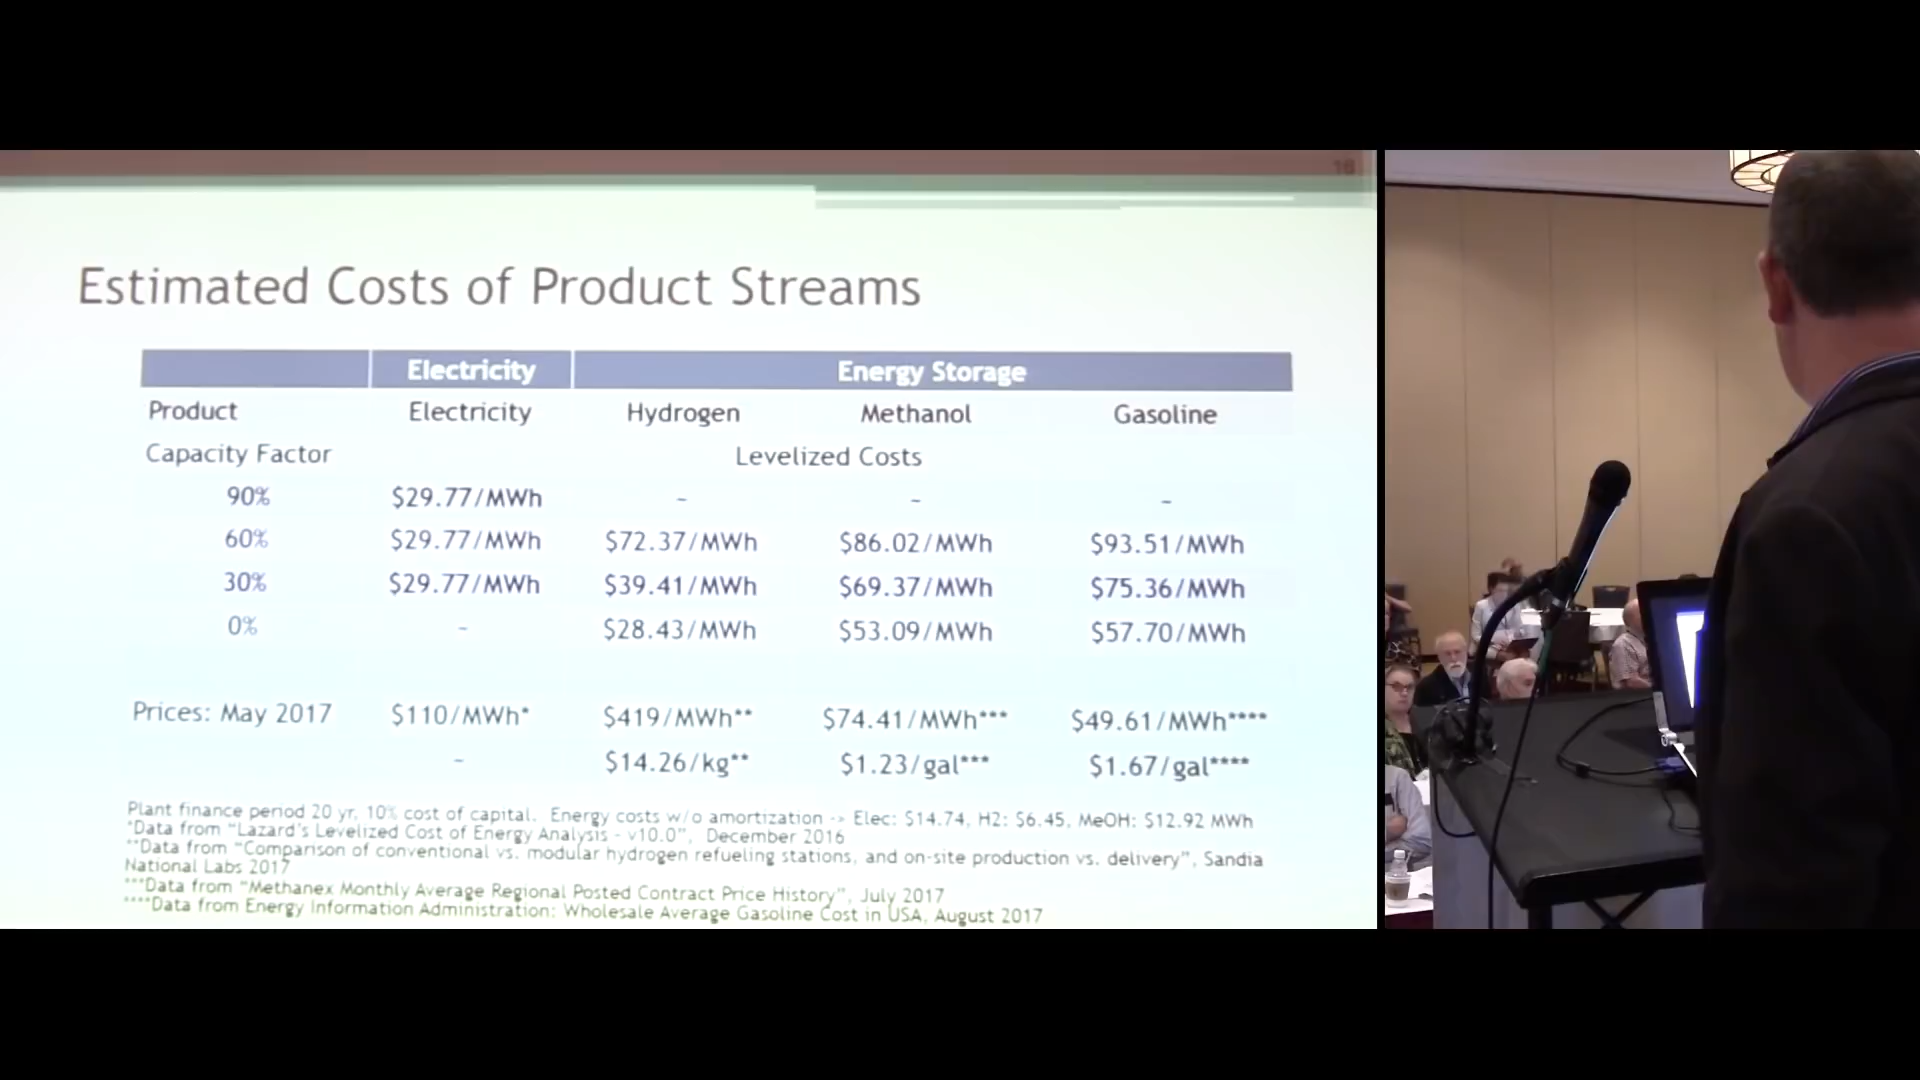 16
Estimated Costs of Product Streams
Electricity Energy Storage
Product Electricity Hydrogen Methanol Gasoline
Capacity Factor Levelized Costs
90% $29.77/MWh - - -
60% $29.77/MWh $72.37/MWh $86.02/MWh $93.51/MWh
30% $29.77/MWh $39.41/MWh $69.37/MWh $75.36/MWh
0% - $28.43/MWh $53.09/MWh $57.70/MWh
Prices: May 2017 $110/MWh* $419/MWh** $74.41/MWh*** $49.61/MWh****
- $14.26/kg** $1.23/gal*** $1.67/gal****
Plant finance period 20 yr, 10% cost of capital. Energy costs w/o amortization -> Elec: $14.74, H2: $6.45, MeOH: $12.92 MWh
*Data from "Lazard's Levelized Cost of Energy Analysis - v10.0", December 2016
**Data from "Comparison of conventional vs. modular hydrogen refueling stations, and on-site production vs. delivery", Sandia
National Labs 2017
***Data from "Methanex Monthly Average Regional Posted Contract Price History", July 2017
****Data from Energy Information Administration: Wholesale Average Gasoline Cost in USA, August 2017